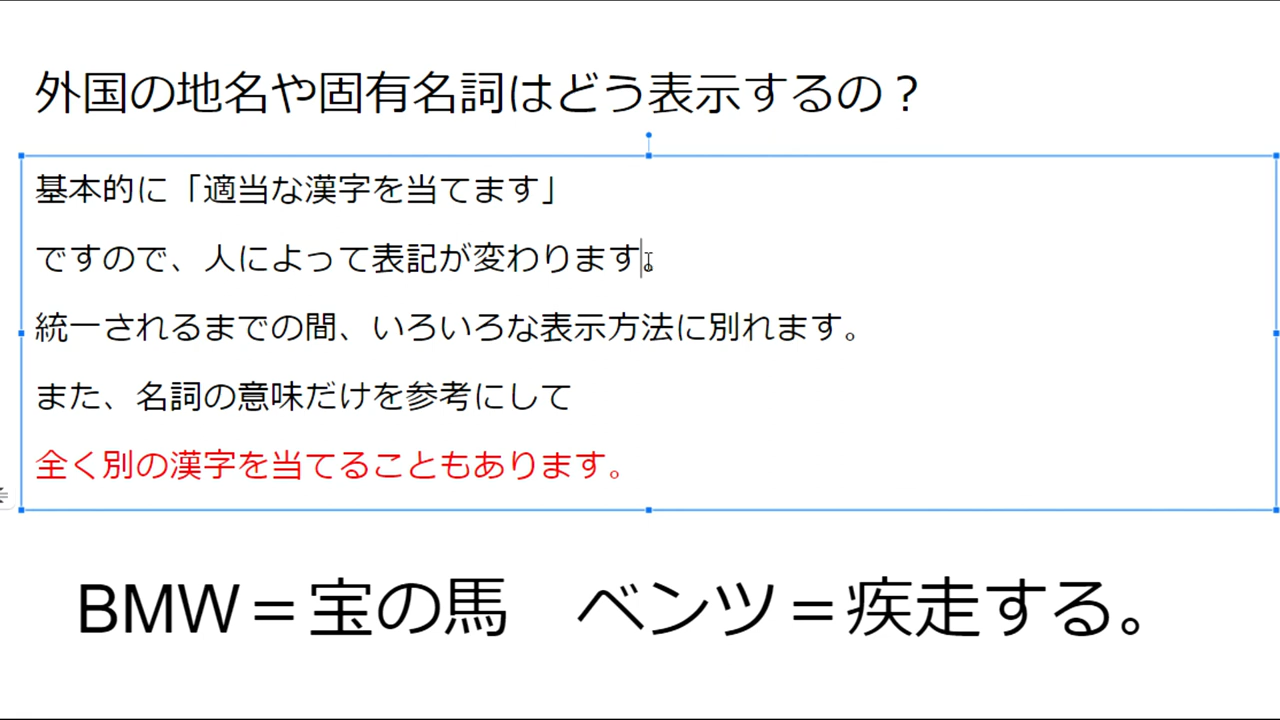 外国の地名や固有名詞はどう表示するの？
基本的に「適当な漢字を当てます」
ですので、人によって表記が変わります。
統一されるまでの間、いろいろな表示方法に別れます。
また、名詞の意味だけを参考にして
全く別の漢字を当てることもあります。
BMW＝宝の馬　ベンツ＝疾走する。